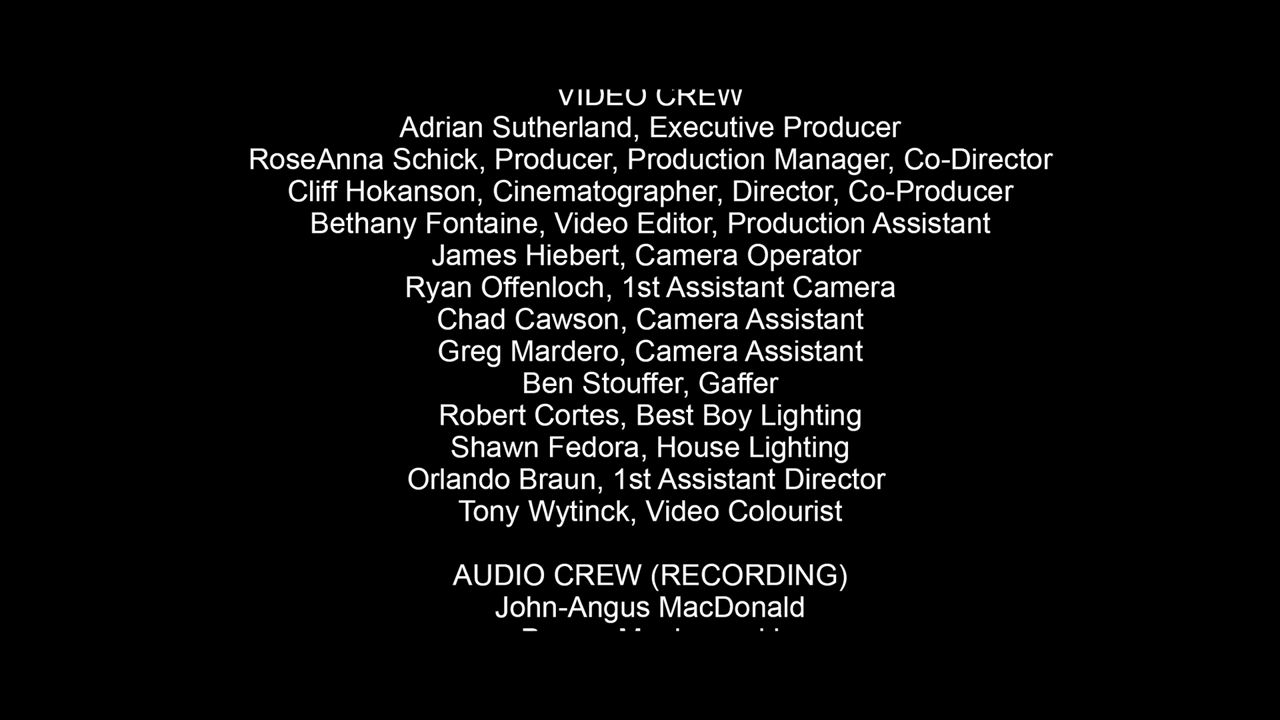 VIDEO CREW
Adrian Sutherland, Executive Producer
RoseAnna Schick, Producer, Production Manager, Co-Director
Cliff Hokanson, Cinematographer, Director, Co-Producer
Bethany Fontaine, Video Editor, Production Assistant
James Hiebert, Camera Operator
Ryan Offenloch, 1st Assistant Camera
Chad Cawson, Camera Assistant
Greg Mardero, Camera Assistant
Ben Stouffer, Gaffer
Robert Cortes, Best Boy Lighting
Shawn Fedora, House Lighting
Orlando Braun, 1st Assistant Director
Tony Wytinck, Video Colourist
AUDIO CREW (RECORDING)
John-Angus MacDonald